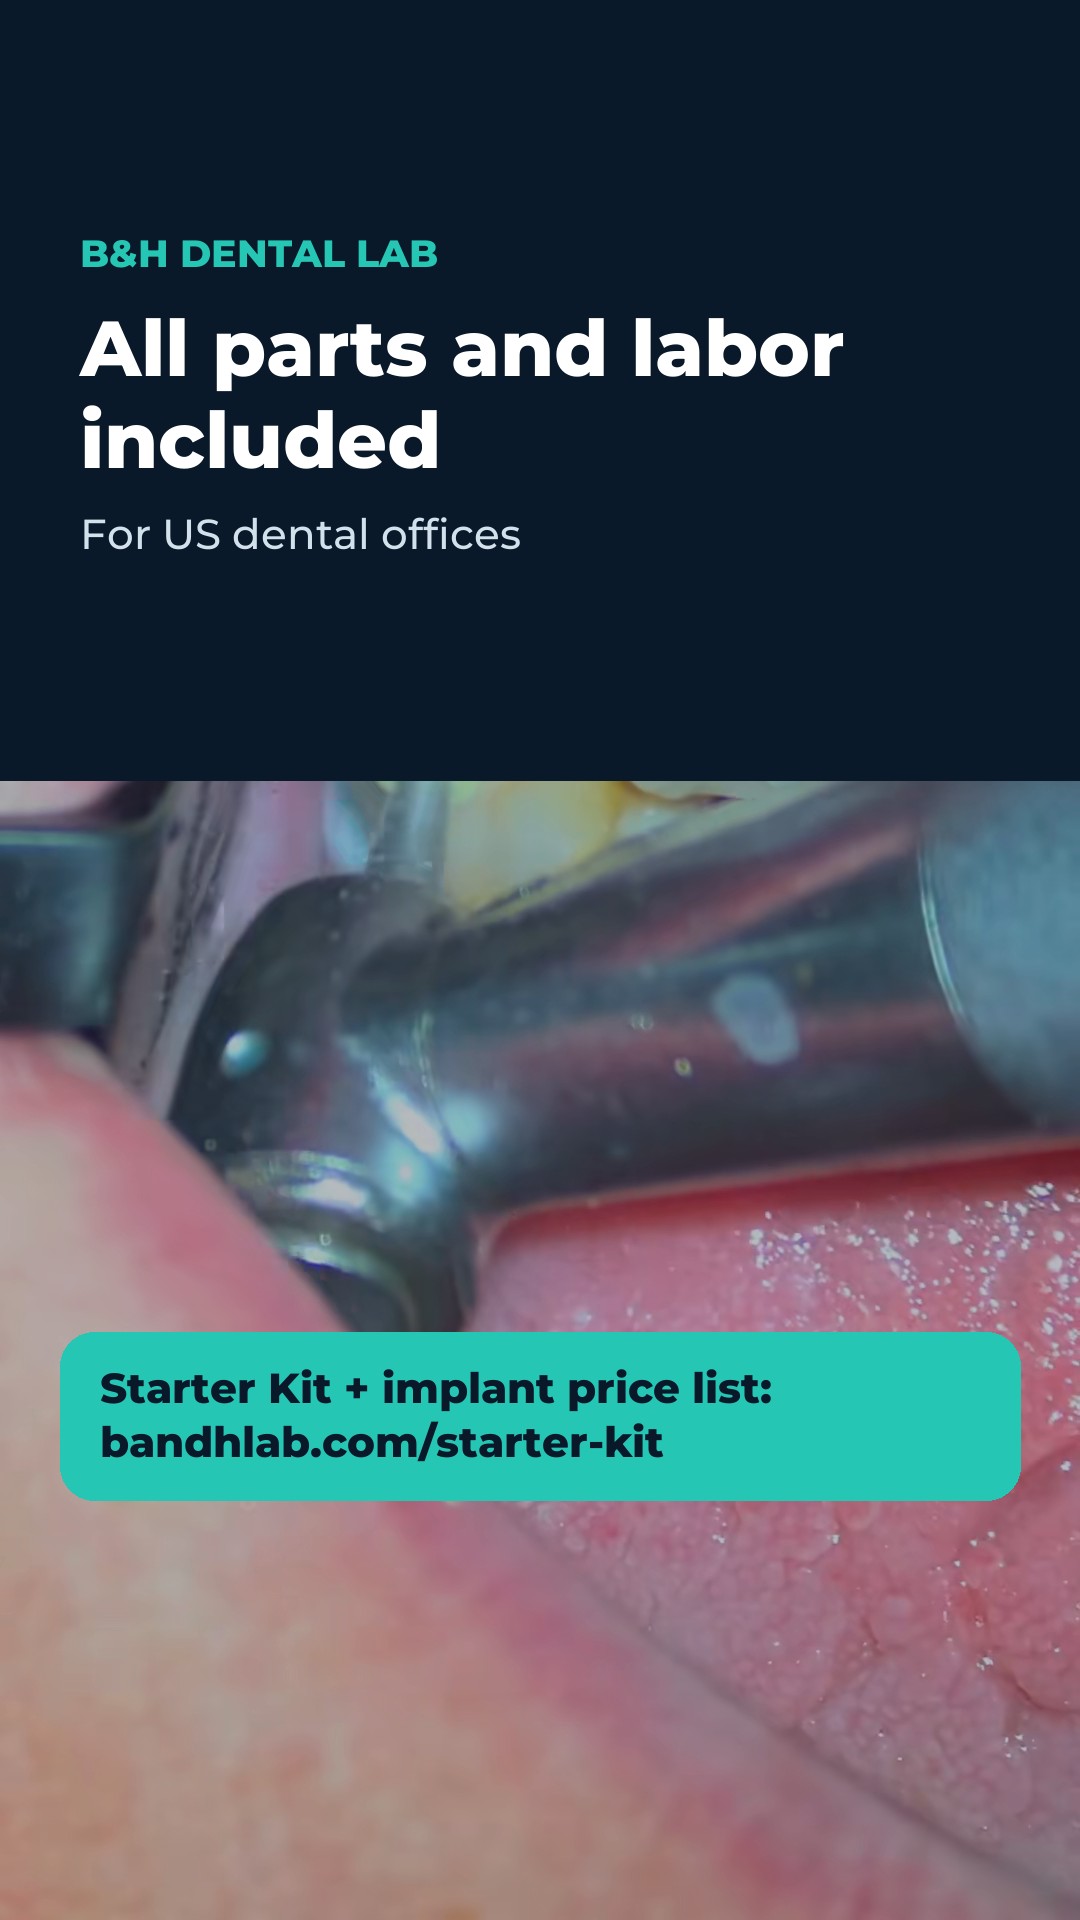 B&H DENTAL LAB
All parts and labor
included
For US dental offices
Starter Kit + implant price list:
bandhlab.com/starter-kit